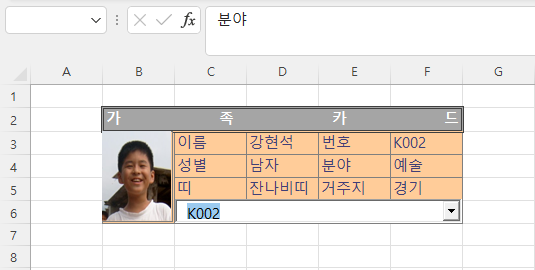 분야
A B C D E F G
1
2 가 족 카 드
3 이름 강현석 번호 K002
4 성별 남자 분야 예술
5 띠 잔나비띠 거주지 경기
6 K002
7
8